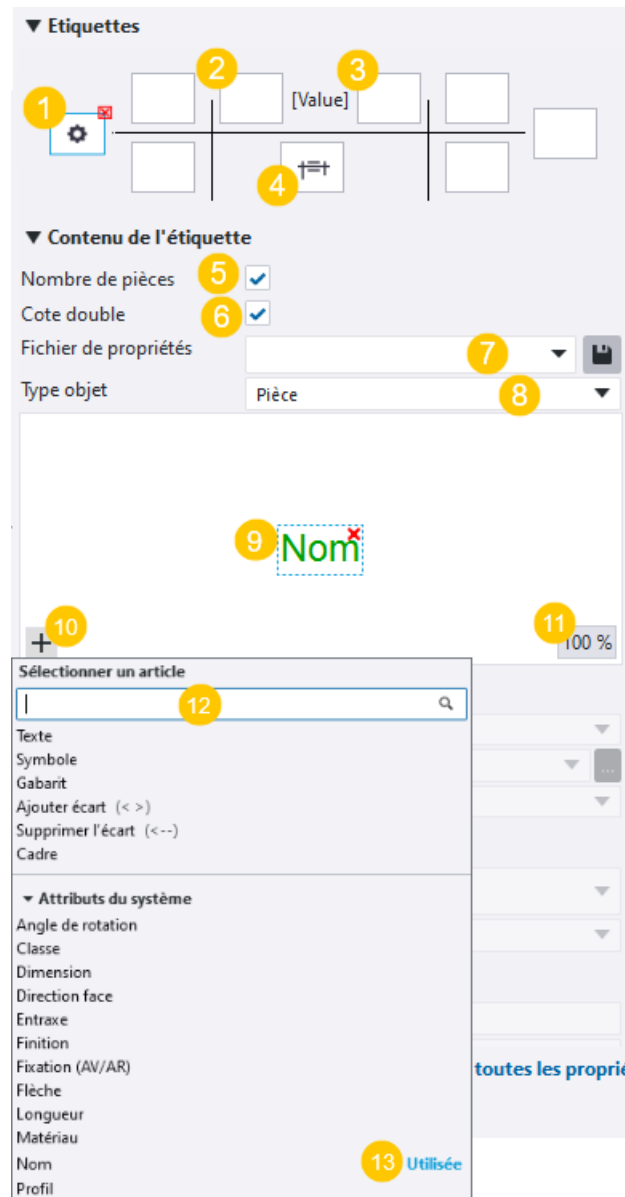 ▼ Etiquettes
2 3
1 [Value]
4
▼ Contenu de l'étiquette
Nombre de pièces 5
Cote double 6
Fichier de propriétés 7
Type objet Pièce 8
9 Nom
10 11
+ 100 %
Sélectionner un article
12
Texte
Symbole
Gabarit
Ajouter écart (< >)
Supprimer l'écart (<--)
Cadre
▼ Attributs du système
Angle de rotation
Classe
Dimension
Direction face
Entraxe
Finition
Fixation (AV/AR) toutes les proprié
Flèche
Longueur
Matériau
Nom 13 Utilisée
Profil